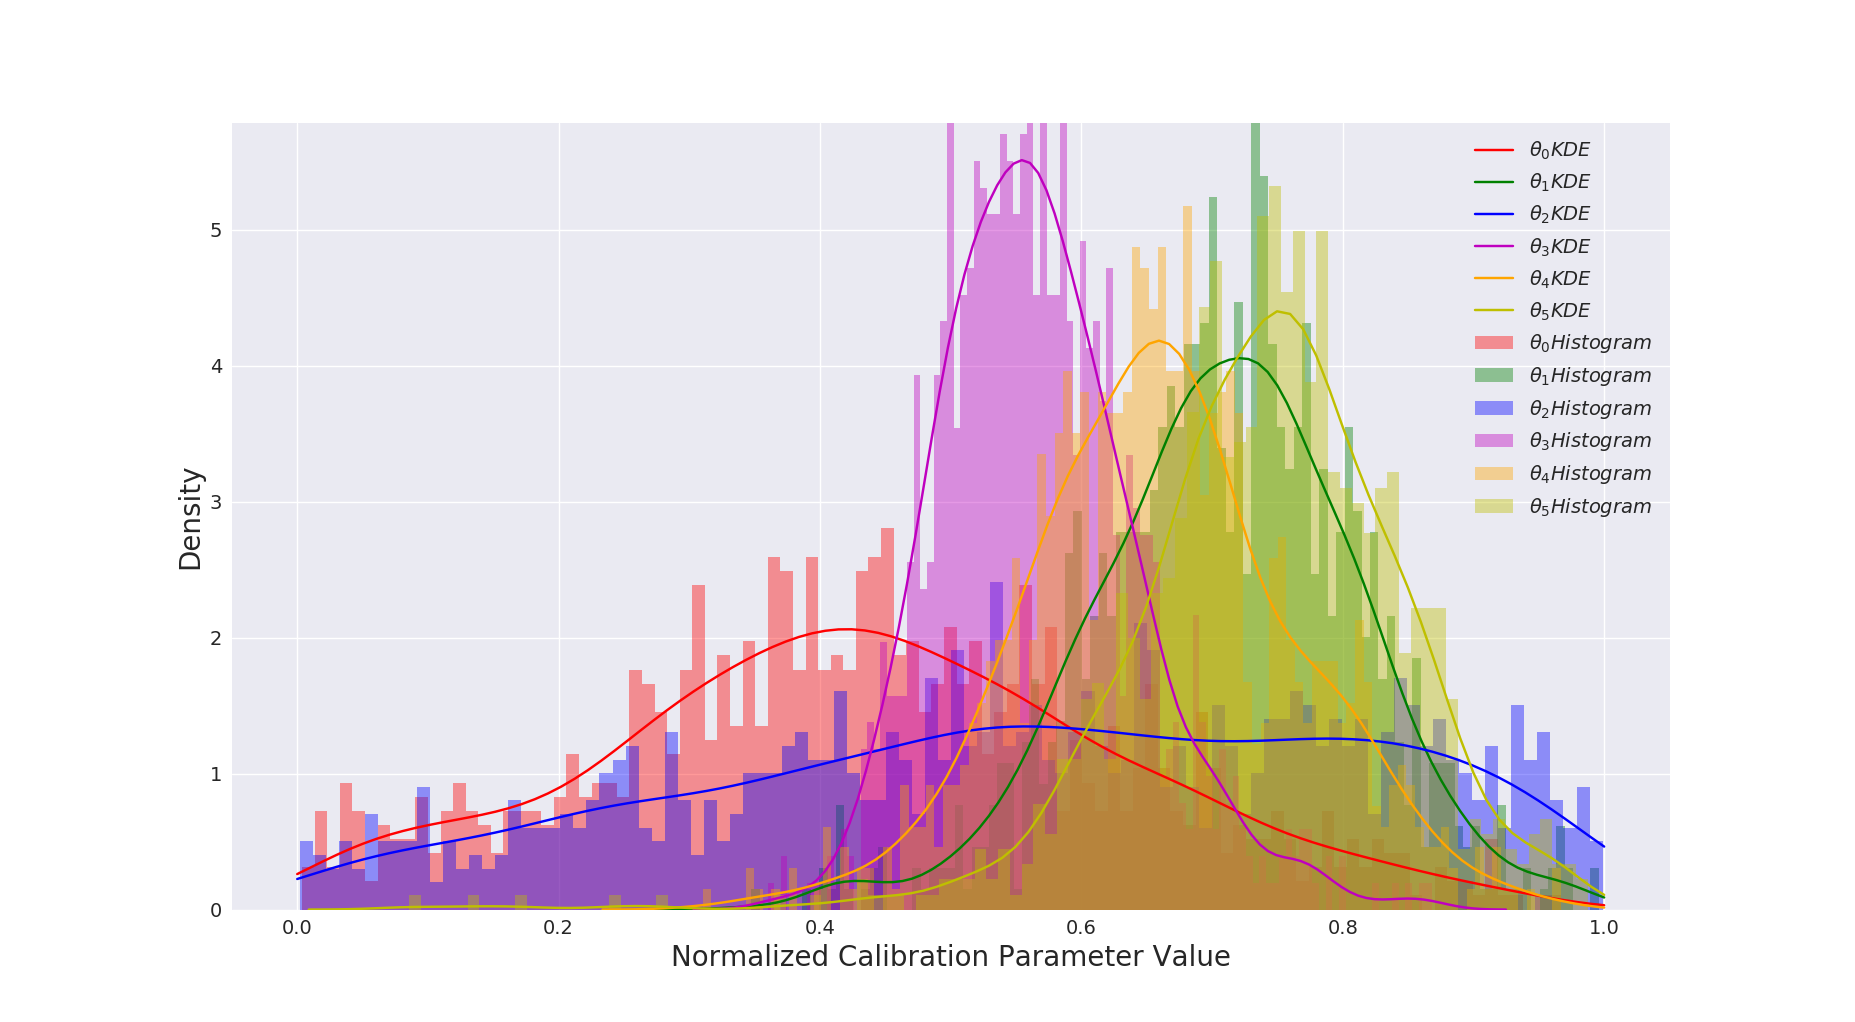 θ₀KDE
θ₁KDE
θ₂KDE
θ₃KDE
θ₄KDE
θ₅KDE
θ₀Histogram
θ₁Histogram
θ₂Histogram
θ₃Histogram
θ₄Histogram
θ₅Histogram
5
4
3
2
1
0
Density
0.0 0.2 0.4 0.6 0.8 1.0
Normalized Calibration Parameter Value